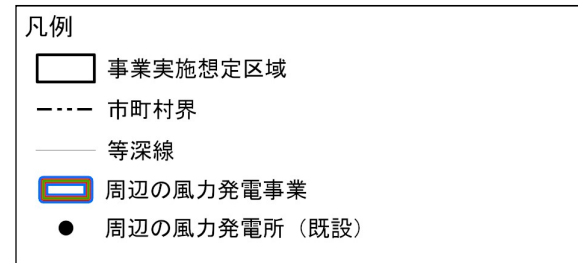 凡例
事業実施想定区域
市町村界
等深線
周辺の風力発電事業
周辺の風力発電所（既設）